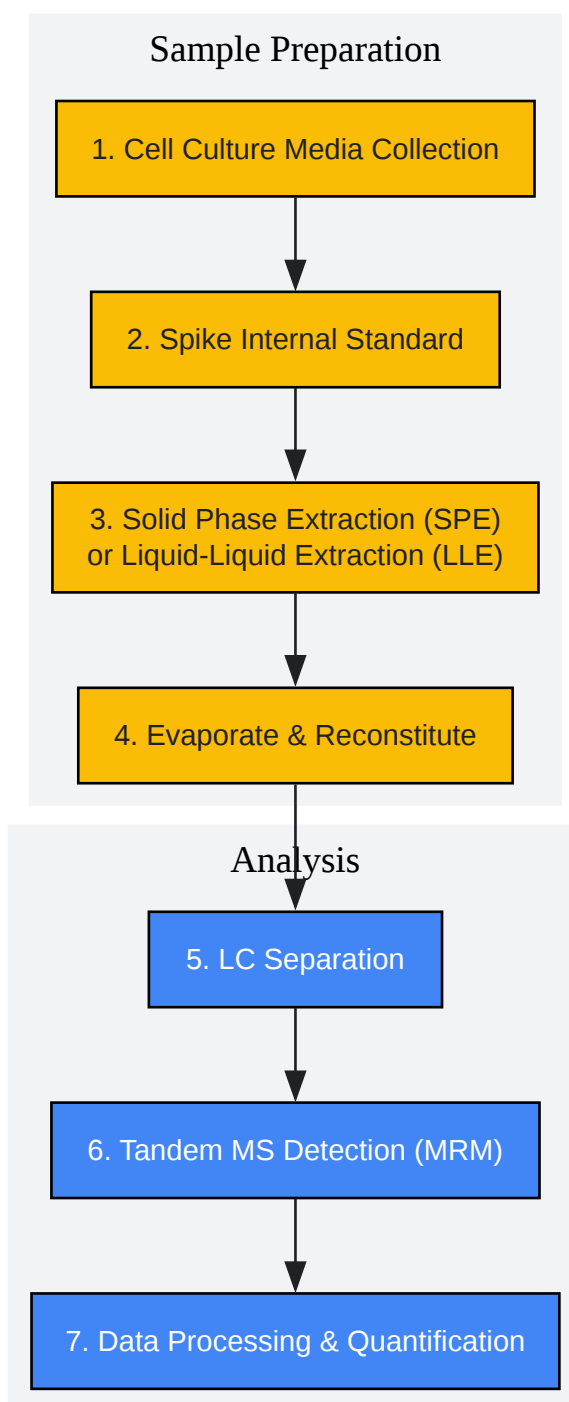 Sample Preparation
1. Cell Culture Media Collection
2. Spike Internal Standard
3. Solid Phase Extraction (SPE)
or Liquid-Liquid Extraction (LLE)
4. Evaporate & Reconstitute
Analysis
5. LC Separation
6. Tandem MS Detection (MRM)
7. Data Processing & Quantification